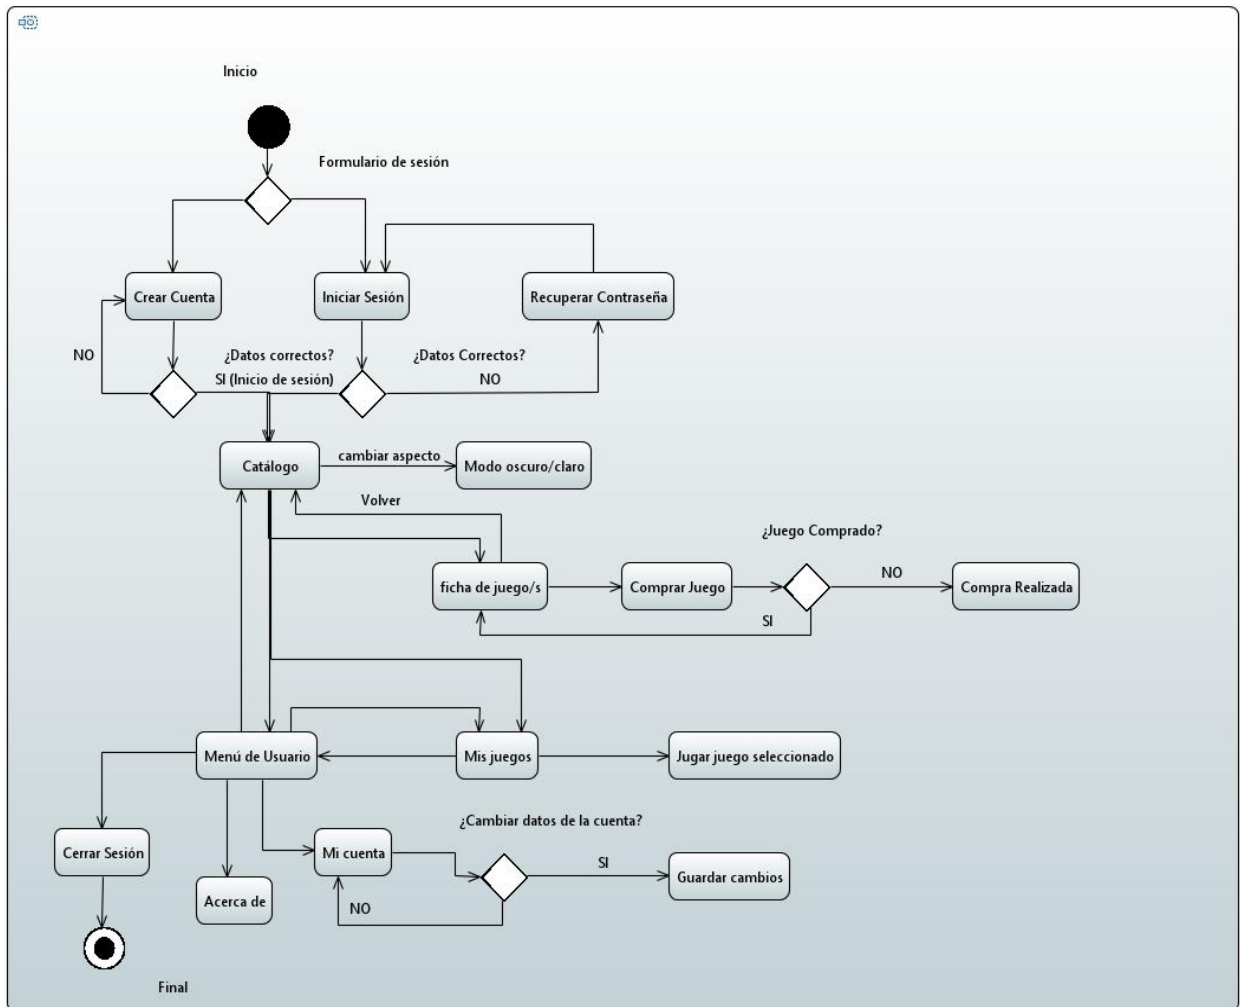 Inicio
Formulario de sesión
Crear Cuenta
Iniciar Sesión
Recuperar Contraseña
NO
¿Datos correctos?
¿Datos Correctos?
SI (Inicio de sesión)
NO
Catálogo
cambiar aspecto
Modo oscuro/claro
Volver
¿Juego Comprado?
ficha de juego/s
Comprar Juego
NO
Compra Realizada
SI
Menú de Usuario
Mis juegos
Jugar juego seleccionado
¿Cambiar datos de la cuenta?
Cerrar Sesión
Mi cuenta
SI
Guardar cambios
Acerca de
NO
Final